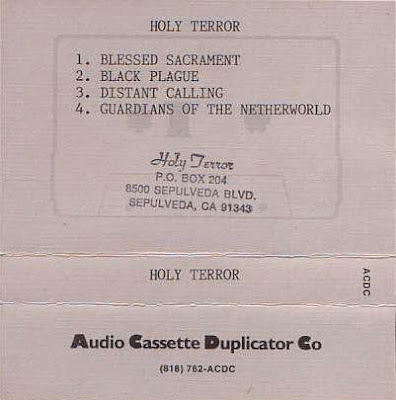 HOLY TERROR
1. BLESSED SACRAMENT
2. BLACK PLAGUE
3. DISTANT CALLING
4. GUARDIANS OF THE NETHERWORLD
Holy Terror
P.O. BOX 204
8500 SEPULVEDA BLVD.
SEPULVEDA, CA 91343
HOLY TERROR
ACDC
Audio Cassette Duplicator Co
(818) 762-ACDC